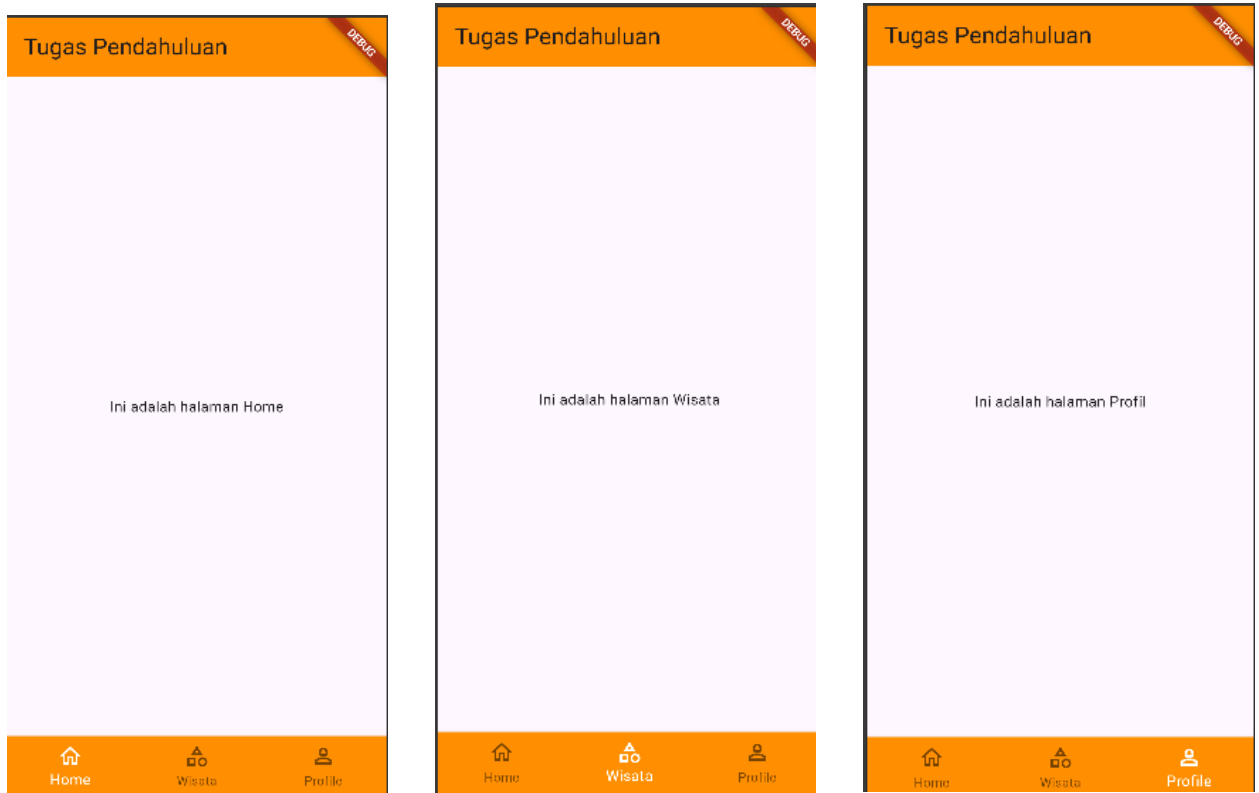 Tugas Pendahuluan
DEBUG
Ini adalah halaman Home
Home
Wisata
Profile
Tugas Pendahuluan
DEBUG
Ini adalah halaman Wisata
Home
Wisata
Profile
Tugas Pendahuluan
DEBUG
Ini adalah halaman Profil
Home
Wisata
Profile